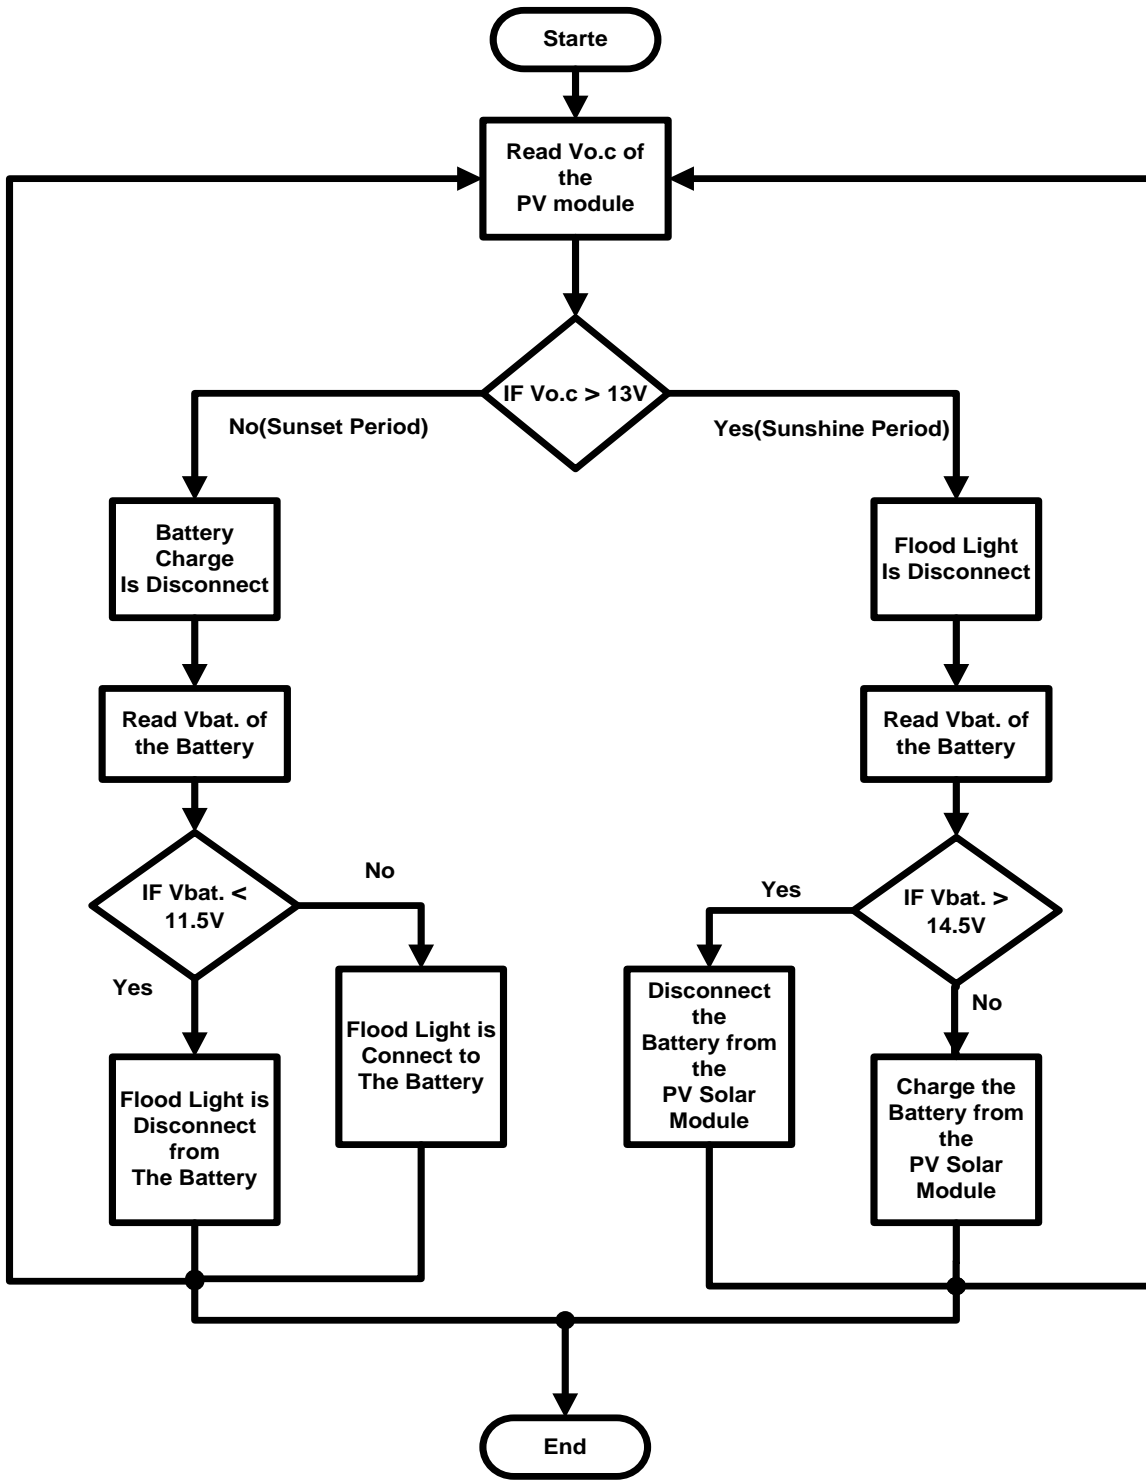 Starte
Read Vo.c of
the
PV module
IF Vo.c > 13V
No(Sunset Period)
Yes(Sunshine Period)
Battery
Charge
Is Disconnect
Flood Light
Is Disconnect
Read Vbat. of
the Battery
Read Vbat. of
the Battery
IF Vbat. <
11.5V
No
Yes
IF Vbat. >
14.5V
Yes
No
Flood Light is
Connect to
The Battery
Disconnect
the
Battery from
the
PV Solar
Module
Flood Light is
Disconnect
from
The Battery
Charge the
Battery from
the
PV Solar
Module
End